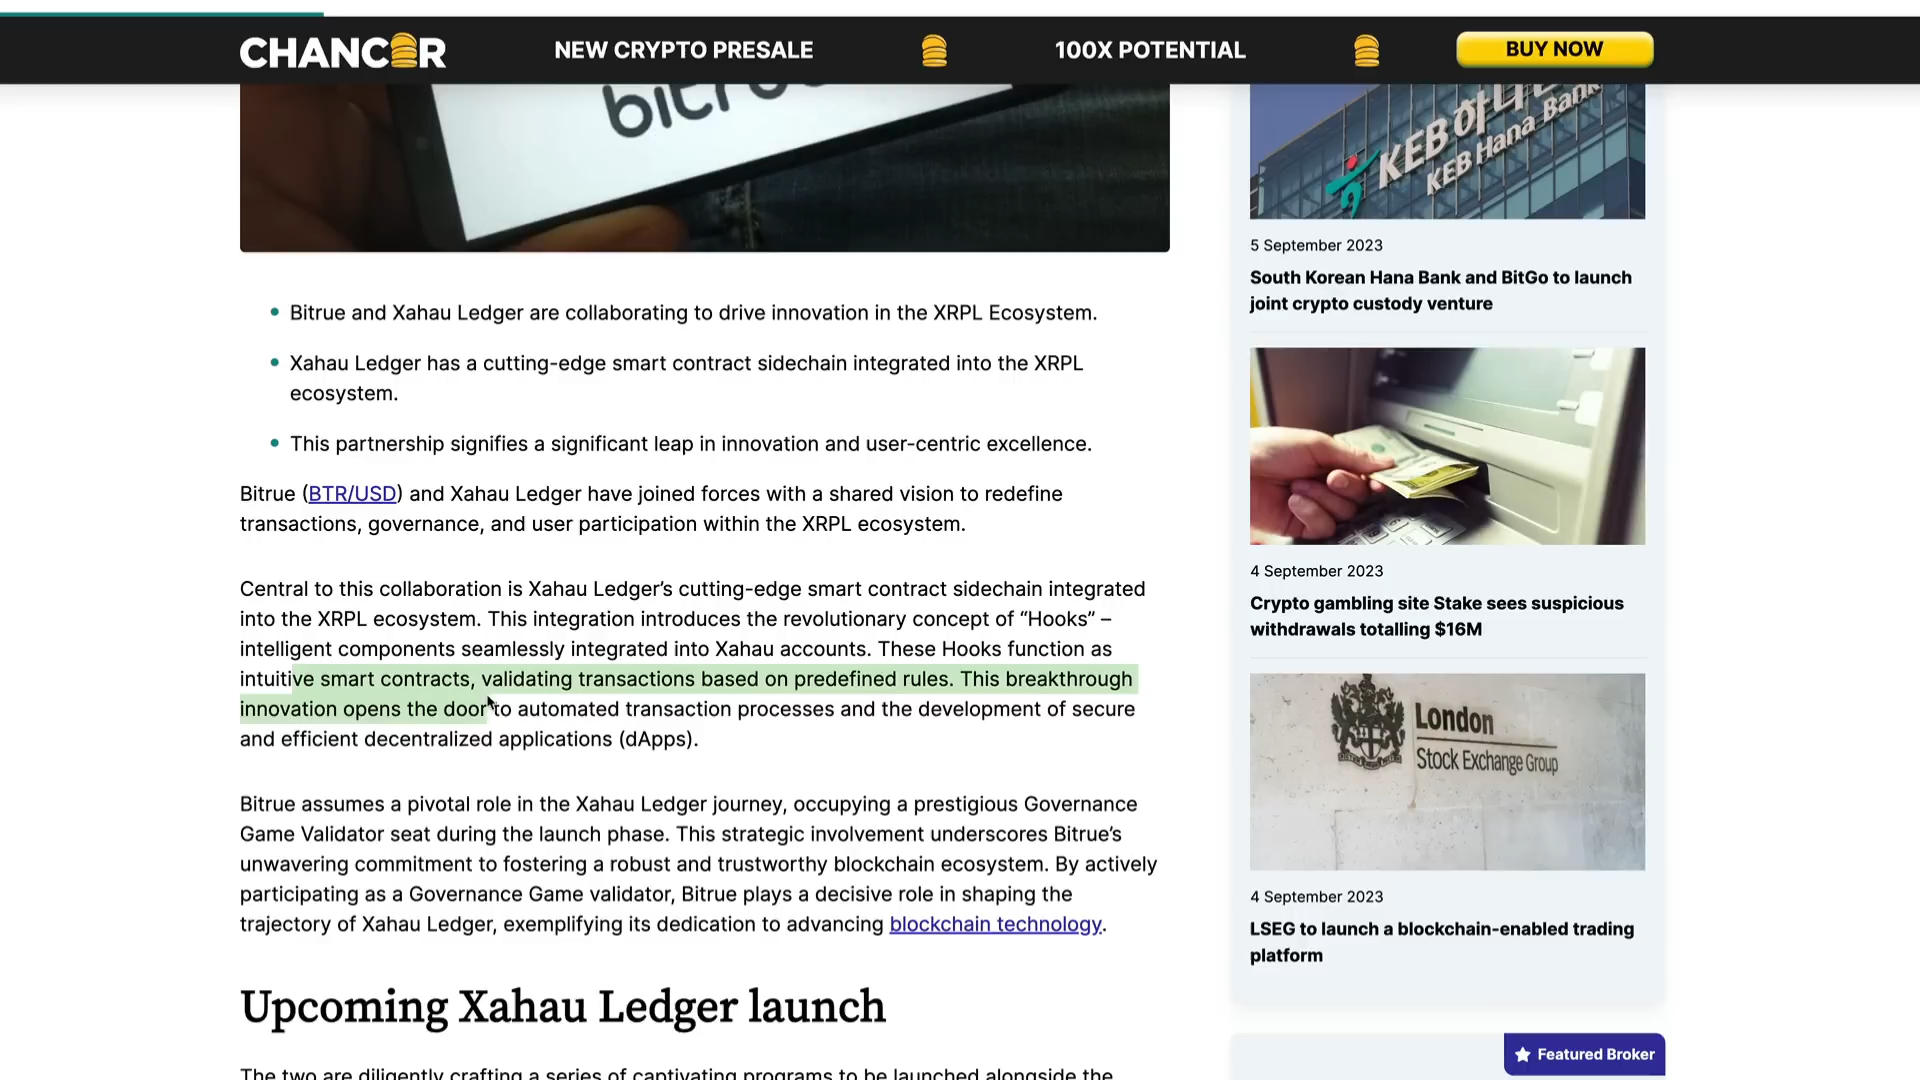 CHANCER
NEW CRYPTO PRESALE
100X POTENTIAL
BUY NOW
Bitrue and Xahau Ledger are collaborating to drive innovation in the XRPL Ecosystem.
Xahau Ledger has a cutting-edge smart contract sidechain integrated into the XRPL
ecosystem.
This partnership signifies a significant leap in innovation and user-centric excellence.
Bitrue (BTR/USD) and Xahau Ledger have joined forces with a shared vision to redefine
transactions, governance, and user participation within the XRPL ecosystem.
Central to this collaboration is Xahau Ledger’s cutting-edge smart contract sidechain integrated
into the XRPL ecosystem. This integration introduces the revolutionary concept of “Hooks” –
intelligent components seamlessly integrated into Xahau accounts. These Hooks function as
intuitive smart contracts, validating transactions based on predefined rules. This breakthrough
innovation opens the door to automated transaction processes and the development of secure
and efficient decentralized applications (dApps).
Bitrue assumes a pivotal role in the Xahau Ledger journey, occupying a prestigious Governance
Game Validator seat during the launch phase. This strategic involvement underscores Bitrue’s
unwavering commitment to fostering a robust and trustworthy blockchain ecosystem. By actively
participating as a Governance Game validator, Bitrue plays a decisive role in shaping the
trajectory of Xahau Ledger, exemplifying its dedication to advancing blockchain technology.
Upcoming Xahau Ledger launch
The two are diligently crafting a series of captivating programs to be launched alongside the
KEB 하나
Bank
KEB Hana Bank
5 September 2023
South Korean Hana Bank and BitGo to launch
joint crypto custody venture
4 September 2023
Crypto gambling site Stake sees suspicious
withdrawals totalling $16M
London
Stock Exchange Group
4 September 2023
LSEG to launch a blockchain-enabled trading
platform
Featured Broker